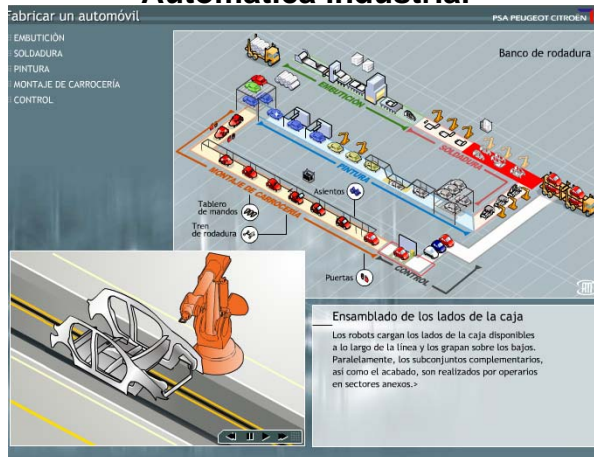 Automática Industrial
Fabricar un automóvil
PSA PEUGEOT CITROËN
EMBUTICIÓN
SOLDADURA
PINTURA
MONTAJE DE CARROCERÍA
CONTROL
Banco de rodadura
EMBUTICIÓN
SOLDADURA
PINTURA
MONTAJE DE CARROCERÍA
Asientos
Tablero
de mandos
Tren
de rodadura
Puertas
CONTROL
Ensamblado de los lados de la caja
Los robots cargan los lados de la caja disponibles
a lo largo de la línea y los grapan sobre los bajos.
Paralelamente, los subconjuntos complementarios,
así como el acabado, son realizados por operarios
en sectores anexos.>